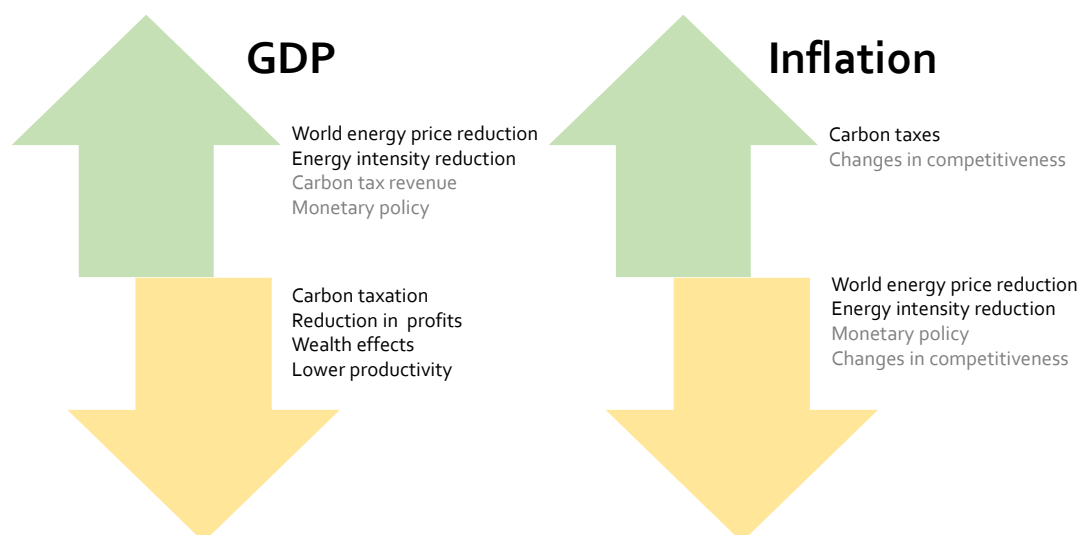 GDP
World energy price reduction
Energy intensity reduction
Carbon tax revenue
Monetary policy
Carbon taxation
Reduction in profits
Wealth effects
Lower productivity
Inflation
Carbon taxes
Changes in competitiveness
World energy price reduction
Energy intensity reduction
Monetary policy
Changes in competitiveness